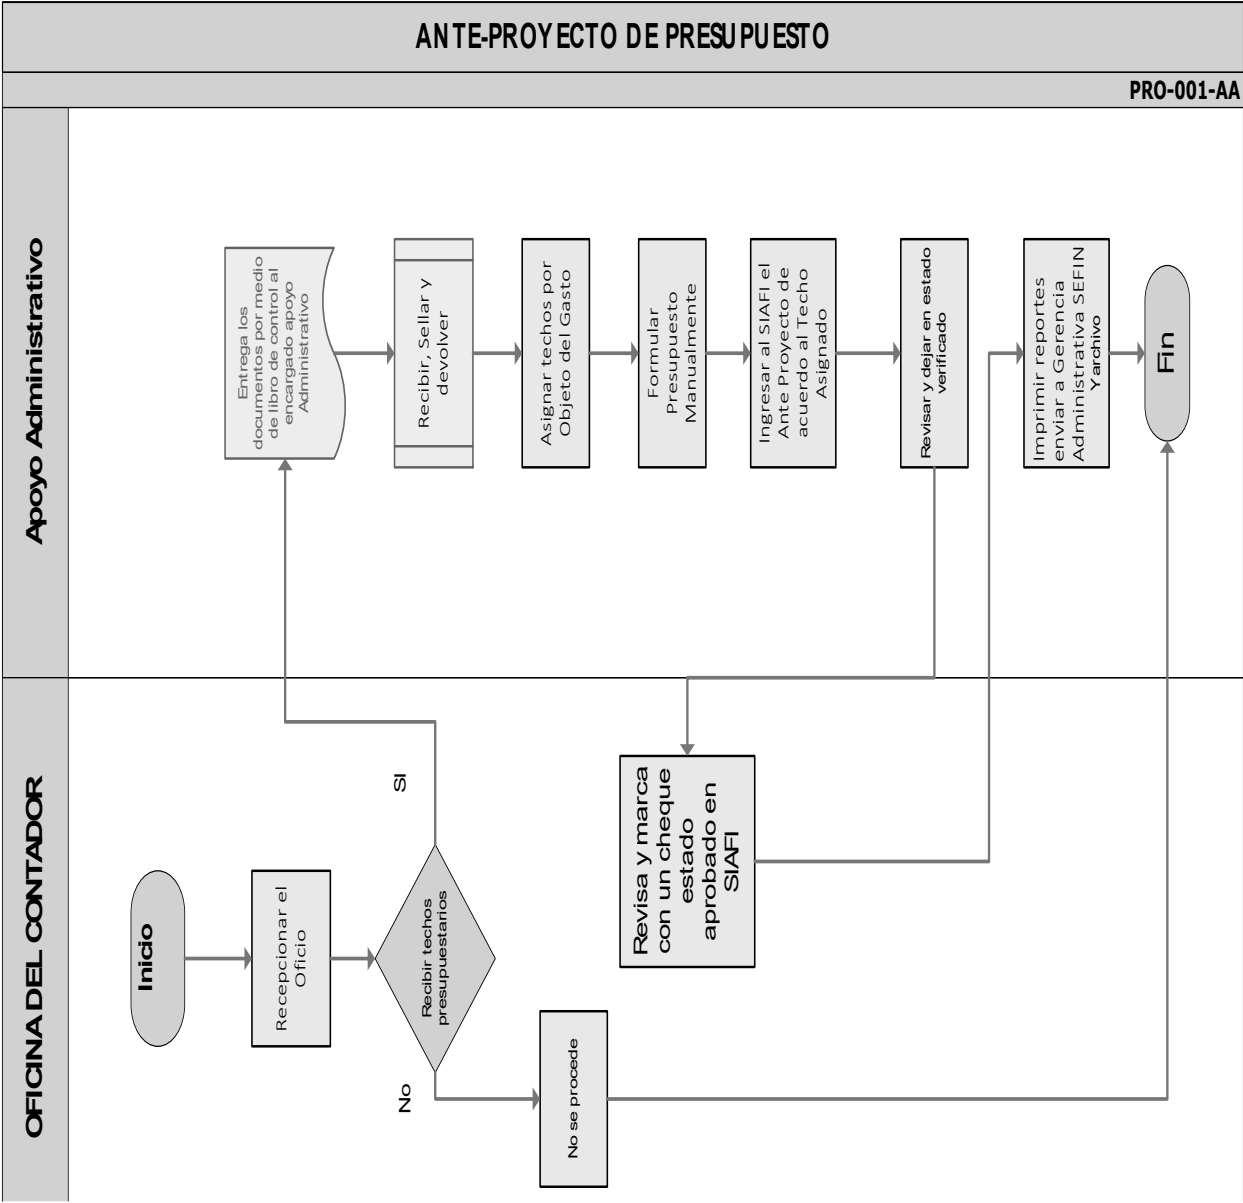 ANTE-PROYECTO DE PRESUPUESTO
PRO-001-AA
Apoyo Administrativo
Entrega los
documentos por medio
de libro de control al
encargado apoyo
Administrativo
Recibir, Sellar y
devolver
Asignar techos por
Objeto del Gasto
Formular
Presupuesto
Manualmente
Ingresar al SIAFI el
Ante Proyecto de
acuerdo al Techo
Asignado
Revisar y dejar en estado
verificado
Imprimir reportes
enviar a Gerencia
Administrativa SEFIN
Y archivo
Fin
OFICINA DEL CONTADOR
Inicio
Recepcionar el
Oficio
Recibir techos
presupuestarios
SI
No
No se procede
Revisa y marca
con un cheque
estado
aprobado en
SIAFI